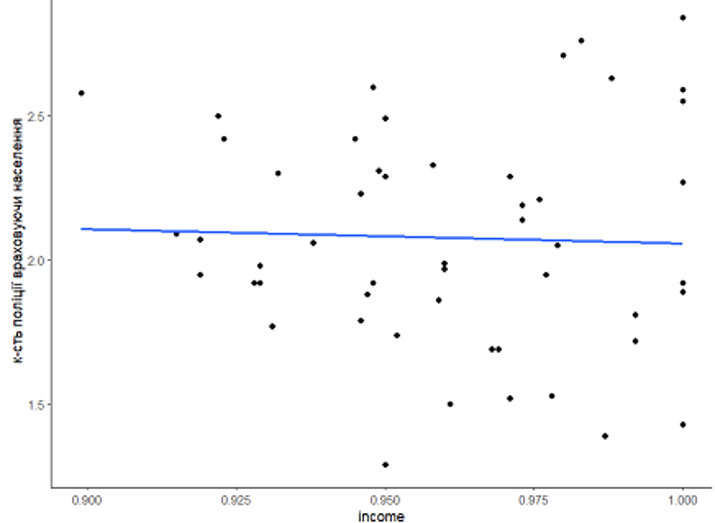 к-сть поліції враховуючи населення
2.5
2.0
1.5
0.900 0.925 0.950 0.975 1.000
income